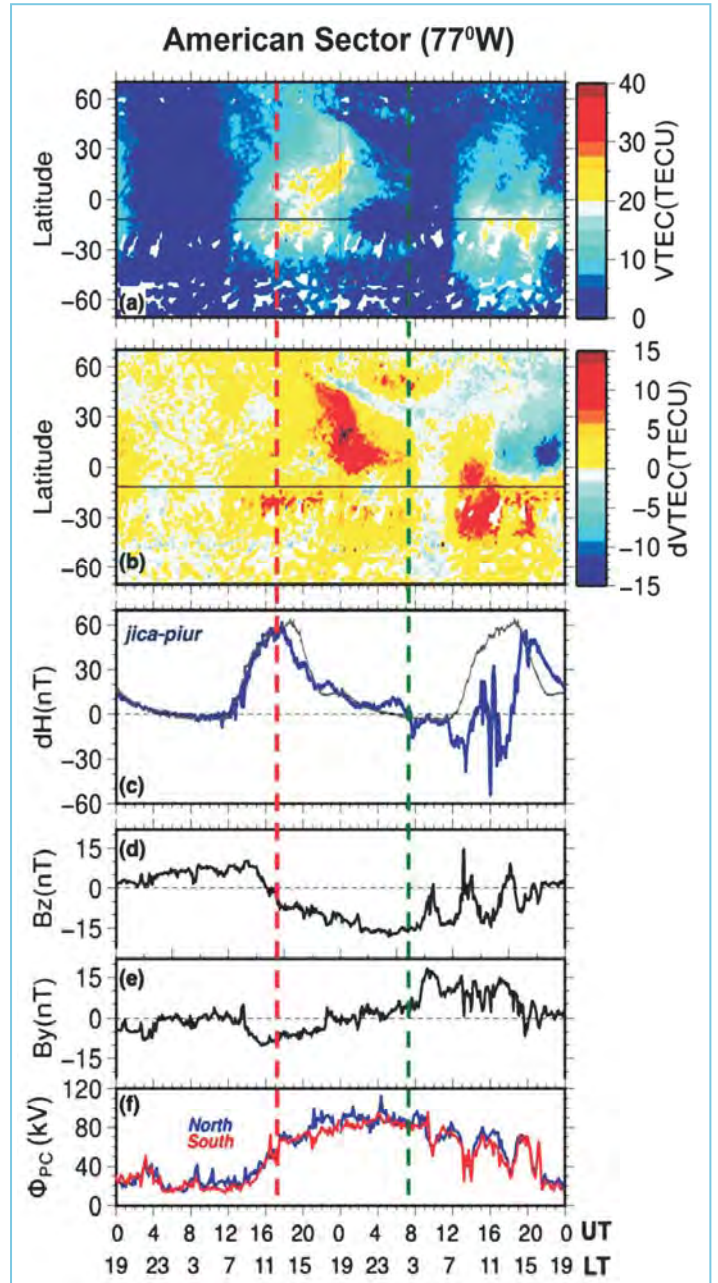 American Sector (77⁰W)
60
30
0
-30
-60
Latitude
(a)
40
30
20
10
0
VTEC(TECU)
60
30
0
-30
-60
Latitude
(b)
15
10
5
0
-5
-10
-15
dVTEC(TECU)
60
30
0
-30
-60
dH(nT)
jica-piur
(c)
15
0
-15
Bz(nT)
(d)
15
0
-15
By(nT)
(e)
120
80
40
0
ΦPC (kV)
(f)
North
South
0 4 8 12 16 20 0 4 8 12 16 20 0 UT
19 23 3 7 11 15 19 23 3 7 11 15 19 LT